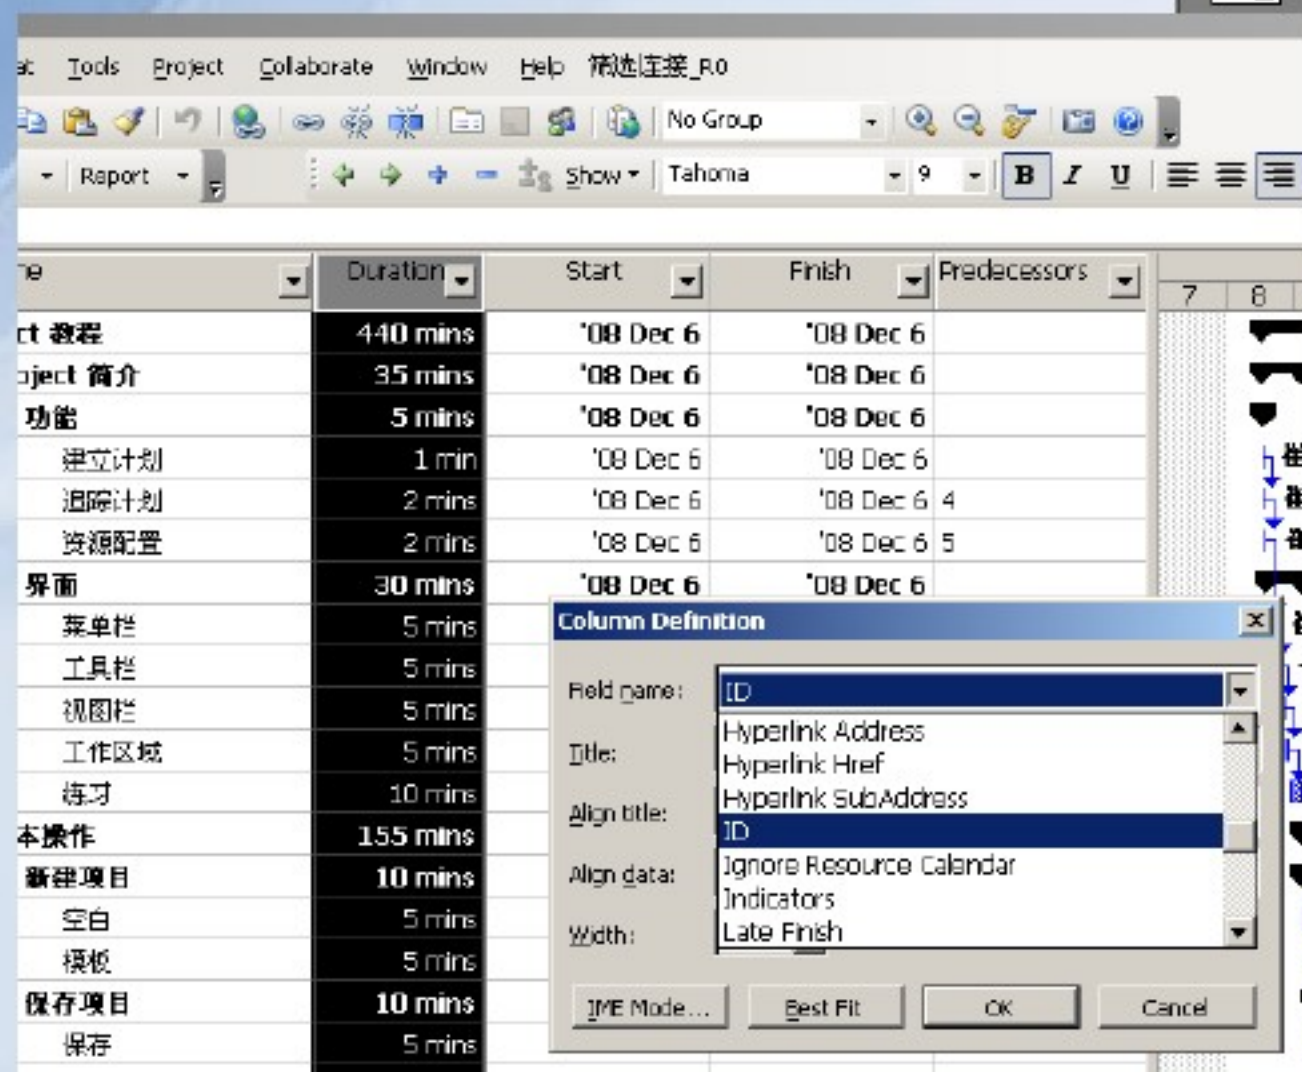 Tools Project Collaborate Window Help 筛选连接_R0
No Group
Report Show Tahoma 9 B I U
Duration Start Finish Predecessors
7 8
教程 440 mins '08 Dec 6 '08 Dec 6
简介 35 mins '08 Dec 6 '08 Dec 6
功能 5 mins '08 Dec 6 '08 Dec 6
建立计划 1 min '08 Dec 6 '08 Dec 6
追踪计划 2 mins '08 Dec 6 '08 Dec 6 4
资源配置 2 mins '08 Dec 6 '08 Dec 6 5
界面 30 mins '08 Dec 6 '08 Dec 6
菜单栏 5 mins
工具栏 5 mins
视图栏 5 mins
工作区域 5 mins
练习 10 mins
本操作 155 mins
新建项目 10 mins
空白 5 mins
模板 5 mins
保存项目 10 mins
保存 5 mins
Column Definition
Field name: ID
Hyperlink Address
Title:
Hyperlink Href
Hyperlink SubAddress
Align title:
ID
Ignore Resource Calendar
Align data:
Indicators
Width:
Late Finish
IME Mode... Best Fit OK Cancel